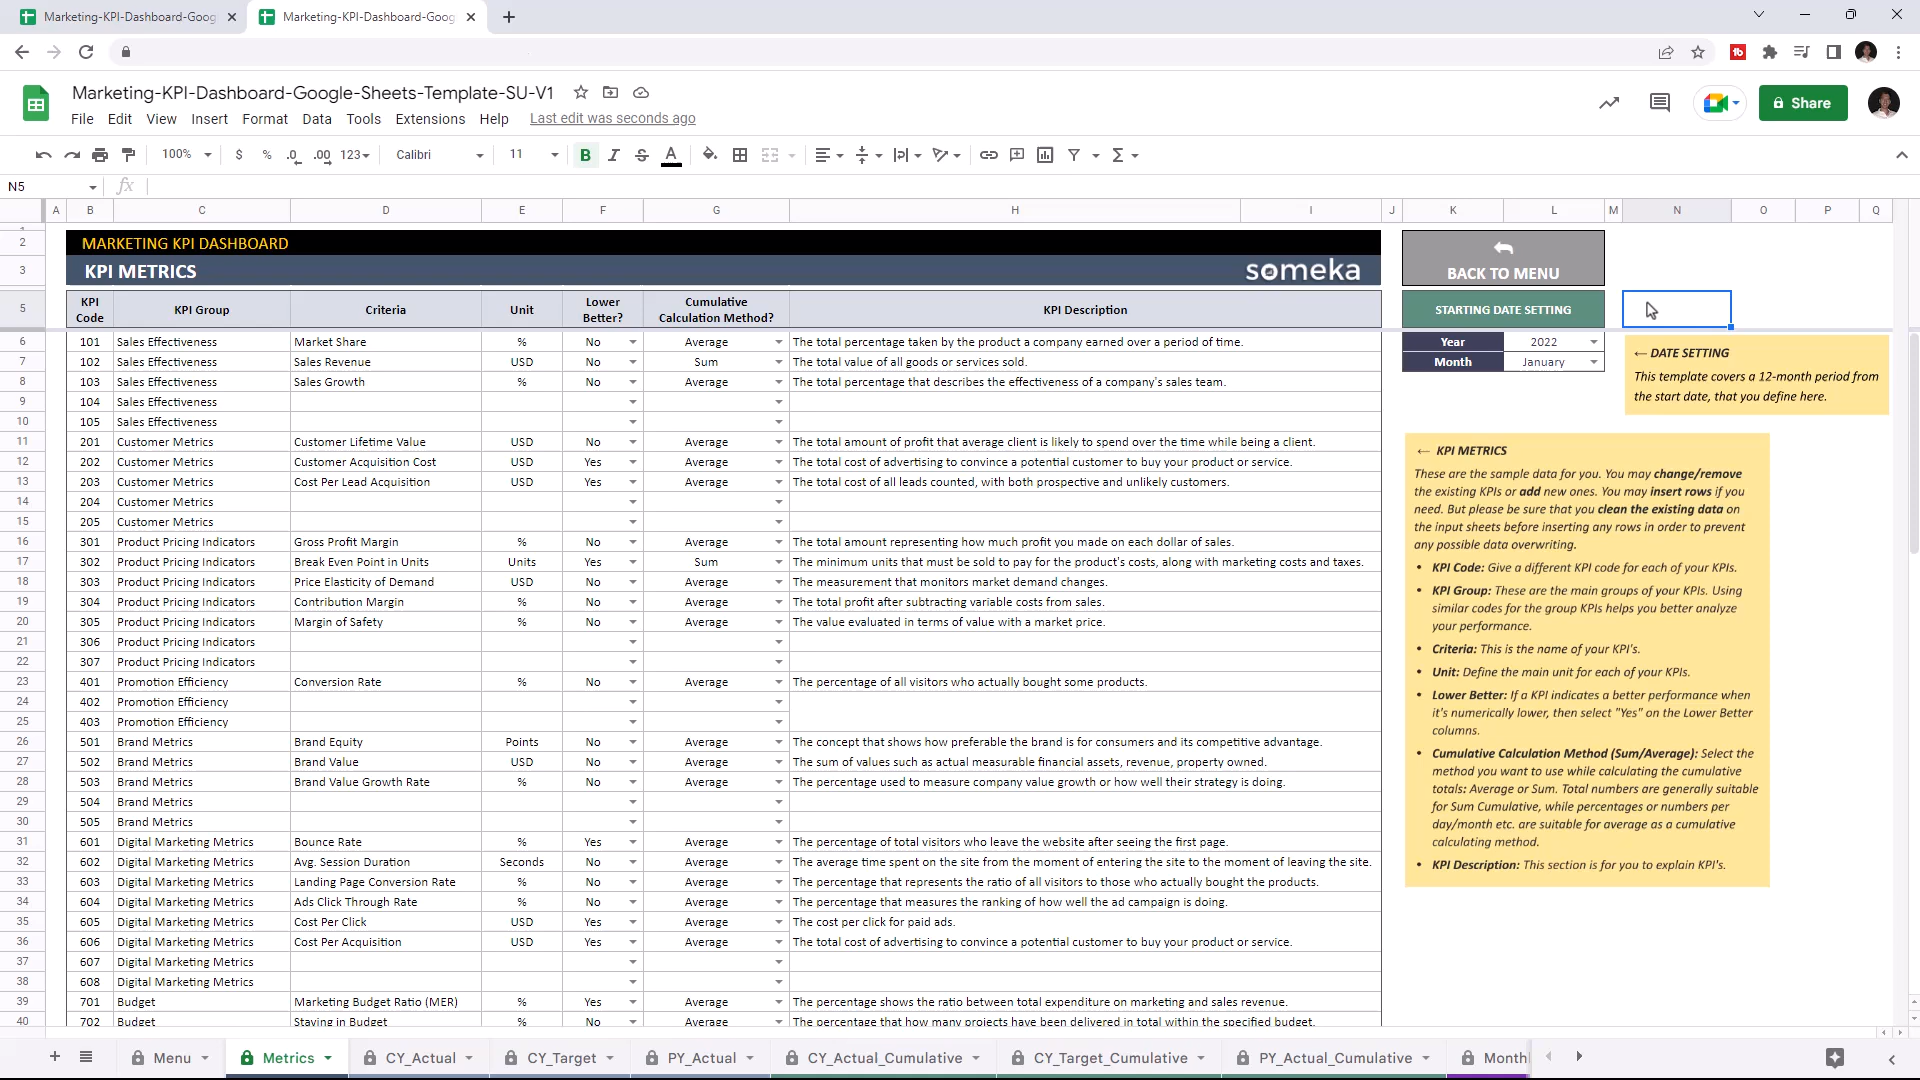 Marketing-KPI-Dashboard-Goog
Marketing-KPI-Dashboard-Goog
Marketing-KPI-Dashboard-Google-Sheets-Template-SU-V1
File Edit View Insert Format Data Tools Extensions Help Last edit was seconds ago
Share
100% $ % .0 .00 123 Calibri 11 B I S A
N5 fx
A B C D E F G H I J K L M N O P Q
2 MARKETING KPI DASHBOARD
3 KPI METRICS someka
BACK TO MENU
5 KPI Code KPI Group Criteria Unit Lower Better? Cumulative Calculation Method? KPI Description
STARTING DATE SETTING
6 101 Sales Effectiveness Market Share % No Average The total percentage taken by the product a company earned over a period of time.
7 102 Sales Effectiveness Sales Revenue USD No Sum The total value of all goods or services sold.
8 103 Sales Effectiveness Sales Growth % No Average The total percentage that describes the effectiveness of a company's sales team.
9 104 Sales Effectiveness
10 105 Sales Effectiveness
11 201 Customer Metrics Customer Lifetime Value USD No Average The total amount of profit that average client is likely to spend over the time while being a client.
12 202 Customer Metrics Customer Acquisition Cost USD Yes Average The total cost of advertising to convince a potential customer to buy your product or service.
13 203 Customer Metrics Cost Per Lead Acquisition USD Yes Average The total cost of all leads counted, with both prospective and unlikely customers.
14 204 Customer Metrics
15 205 Customer Metrics
16 301 Product Pricing Indicators Gross Profit Margin % No Average The total amount representing how much profit you made on each dollar of sales.
17 302 Product Pricing Indicators Break Even Point in Units Units Yes Sum The minimum units that must be sold to pay for the product's costs, along with marketing costs and taxes.
18 303 Product Pricing Indicators Price Elasticity of Demand USD No Average The measurement that monitors market demand changes.
19 304 Product Pricing Indicators Contribution Margin % No Average The total profit after subtracting variable costs from sales.
20 305 Product Pricing Indicators Margin of Safety % No Average The value evaluated in terms of value with a market price.
21 306 Product Pricing Indicators
22 307 Product Pricing Indicators
23 401 Promotion Efficiency Conversion Rate % No Average The percentage of all visitors who actually bought some products.
24 402 Promotion Efficiency
25 403 Promotion Efficiency
26 501 Brand Metrics Brand Equity Points No Average The concept that shows how preferable the brand is for consumers and its competitive advantage.
27 502 Brand Metrics Brand Value USD No Average The sum of values such as actual measurable financial assets, revenue, property owned.
28 503 Brand Metrics Brand Value Growth Rate % No Average The percentage used to measure company value growth or how well their strategy is doing.
29 504 Brand Metrics
30 505 Brand Metrics
31 601 Digital Marketing Metrics Bounce Rate % Yes Average The percentage of total visitors who leave the website after seeing the first page.
32 602 Digital Marketing Metrics Avg. Session Duration Seconds No Average The average time spent on the site from the moment of entering the site to the moment of leaving the site.
33 603 Digital Marketing Metrics Landing Page Conversion Rate % No Average The percentage that represents the ratio of all visitors to those who actually bought the products.
34 604 Digital Marketing Metrics Ads Click Through Rate % No Average The percentage that measures the ranking of how well the ad campaign is doing.
35 605 Digital Marketing Metrics Cost Per Click USD Yes Average The cost per click for paid ads.
36 606 Digital Marketing Metrics Cost Per Acquisition USD Yes Average The total cost of advertising to convince a potential customer to buy your product or service.
37 607 Digital Marketing Metrics
38 608 Digital Marketing Metrics
39 701 Budget Marketing Budget Ratio (MER) % Yes Average The percentage shows the ratio between total expenditure on marketing and sales revenue.
40 702 Budget Staying in Budget % No Average The percentage that how many projects have been delivered in total within the specified budget.
Year 2022
Month January
← DATE SETTING
This template covers a 12-month period from
the start date, that you define here.
← KPI METRICS
These are the sample data for you. You may change/remove
the existing KPIs or add new ones. You may insert rows if you
need. But please be sure that you clean the existing data on
the input sheets before inserting any rows in order to prevent
any possible data overwriting.
• KPI Code: Give a different KPI code for each of your KPIs.
• KPI Group: These are the main groups of your KPIs. Using
similar codes for the group KPIs helps you better analyze
your performance.
• Criteria: This is the name of your KPI's.
• Unit: Define the main unit for each of your KPIs.
• Lower Better: If a KPI indicates a better performance when
it's numerically lower, then select "Yes" on the Lower Better
columns.
• Cumulative Calculation Method (Sum/Average): Select the
method you want to use while calculating the cumulative
totals: Average or Sum. Total numbers are generally suitable
for Sum Cumulative, while percentages or numbers per
day/month etc. are suitable for average as a cumulative
calculating method.
• KPI Description: This section is for you to explain KPI's.
Menu Metrics CY_Actual CY_Target PY_Actual CY_Actual_Cumulative CY_Target_Cumulative PY_Actual_Cumulative Month